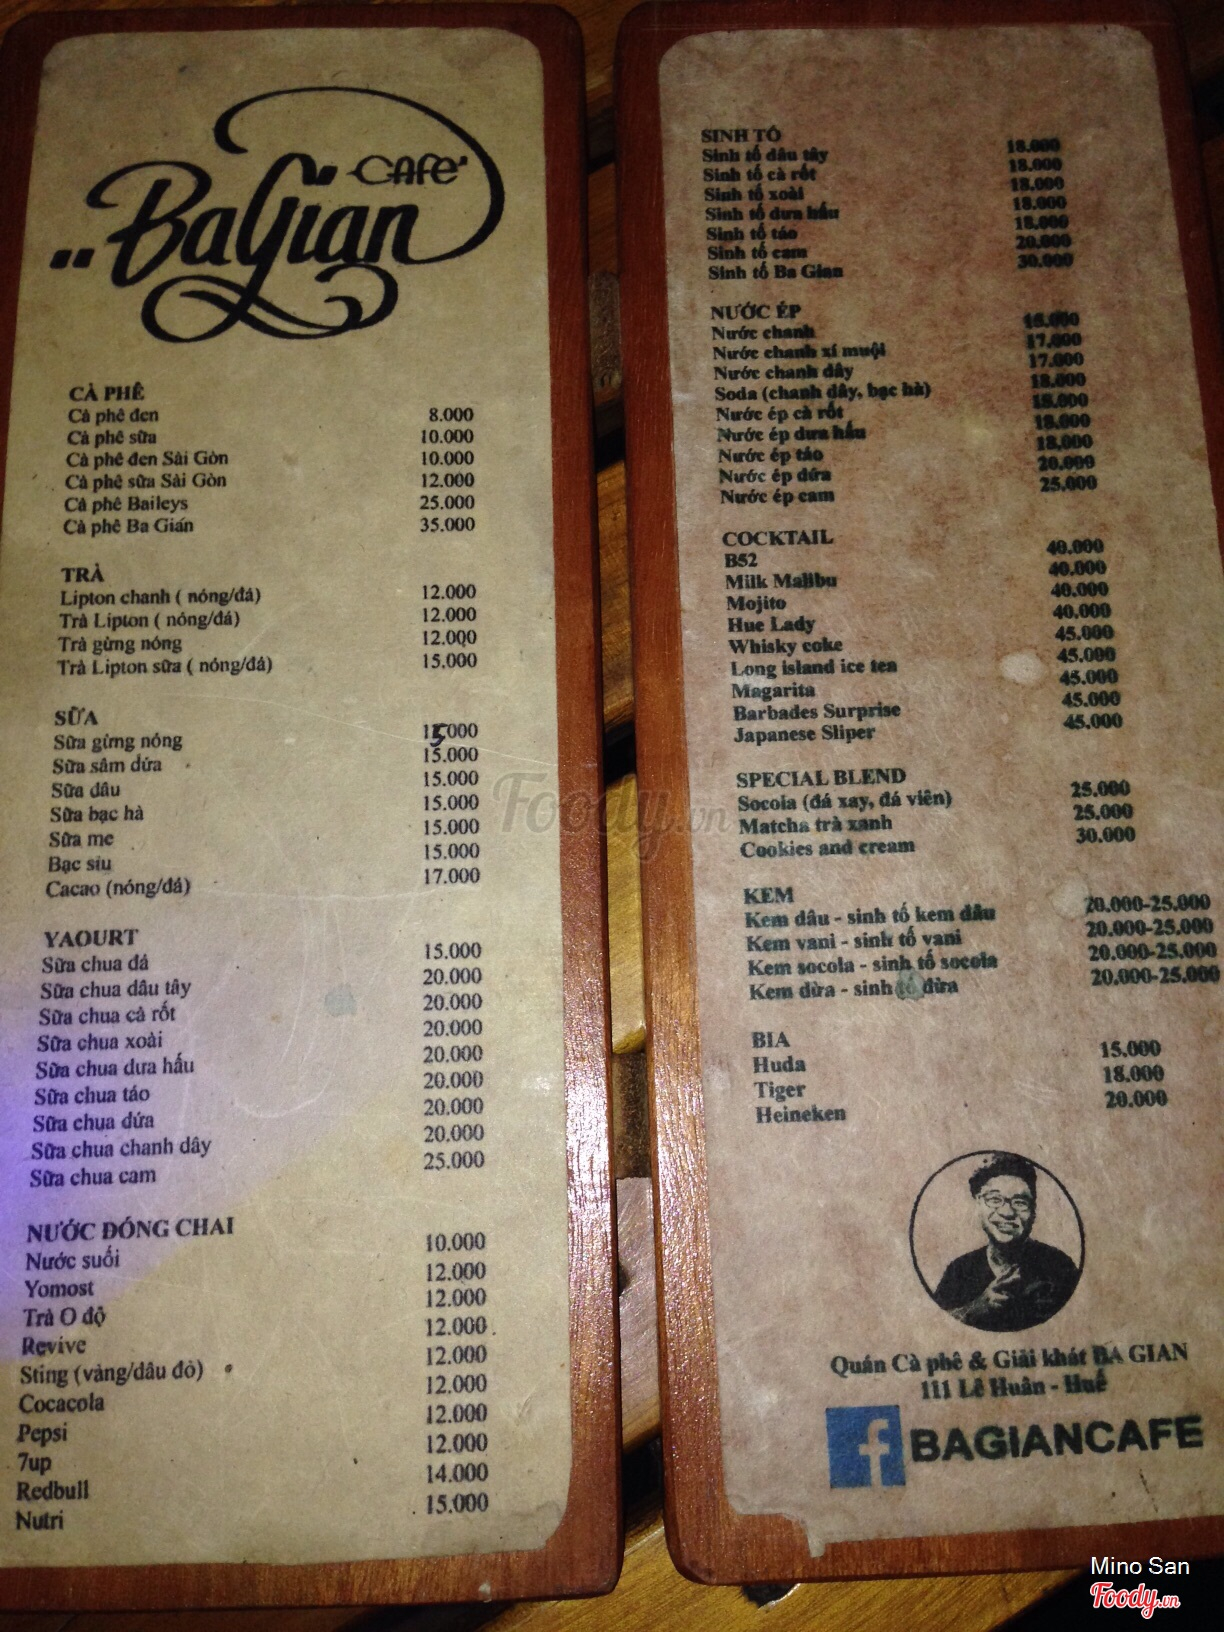 CAFE'
..BaGian
CÀ PHÊ
Cà phê đen 8.000
Cà phê sữa 10.000
Cà phê đen Sài Gòn 10.000
Cà phê sữa Sài Gòn 12.000
Cà phê Baileys 25.000
Cà phê Ba Gian 35.000
TRÀ
Lipton chanh ( nóng/đá) 12.000
Trà Lipton ( nóng/đá) 12.000
Trà gừng nóng 12.000
Trà Lipton sữa ( nóng/đá) 15.000
SỮA
Sữa gừng nóng 15.000
Sữa sâm dứa 15.000
Sữa dâu 15.000
Sữa bạc hà 15.000
Sữa me 15.000
Bạc siu 15.000
Cacao (nóng/đá) 17.000
YAOURT
Sữa chua đá 15.000
Sữa chua dâu tây 20.000
Sữa chua cà rốt 20.000
Sữa chua xoài 20.000
Sữa chua dưa hấu 20.000
Sữa chua táo 20.000
Sữa chua dứa 20.000
Sữa chua chanh dây 20.000
Sữa chua cam 25.000
NƯỚC ĐÓNG CHAI
Nước suối 10.000
Yomost 12.000
Trà O độ 12.000
Revive 12.000
Sting (vàng/dâu đỏ) 12.000
Cocacola 12.000
Pepsi 12.000
7up 12.000
Redbull 14.000
Nutri 15.000
SINH TỐ
Sinh tố dâu tây 18.000
Sinh tố cà rốt 18.000
Sinh tố xoài 18.000
Sinh tố dưa hấu 18.000
Sinh tố táo 18.000
Sinh tố cam 20.000
Sinh tố Ba Gian 30.000
NƯỚC ÉP
Nước chanh 15.000
Nước chanh xí muội 17.000
Nước chanh dây 17.000
Soda (chanh dây, bạc hà) 18.000
Nước ép cà rốt 18.000
Nước ép dưa hấu 18.000
Nước ép táo 18.000
Nước ép dứa 20.000
Nước ép cam 25.000
COCKTAIL
B52 40.000
Milk Malibu 40.000
Mojito 40.000
Hue Lady 40.000
Whisky coke 45.000
Long island ice tea 45.000
Magarita 45.000
Barbades Surprise 45.000
Japanese Sliper 45.000
SPECIAL BLEND
Socola (đá xay, đá viên) 25.000
Matcha trà xanh 25.000
Cookies and cream 30.000
KEM
Kem dâu - sinh tố kem dâu 20.000-25.000
Kem vani - sinh tố vani 20.000-25.000
Kem socola - sinh tố socola 20.000-25.000
Kem dừa - sinh tố dừa 20.000-25.000
BIA
Huda 15.000
Tiger 18.000
Heineken 20.000
Quán Cà phê & Giải khát BA GIAN
111 Lê Huân - Huế
f BAGIANCAFE
Foody.vn
Mino San
Foody.vn